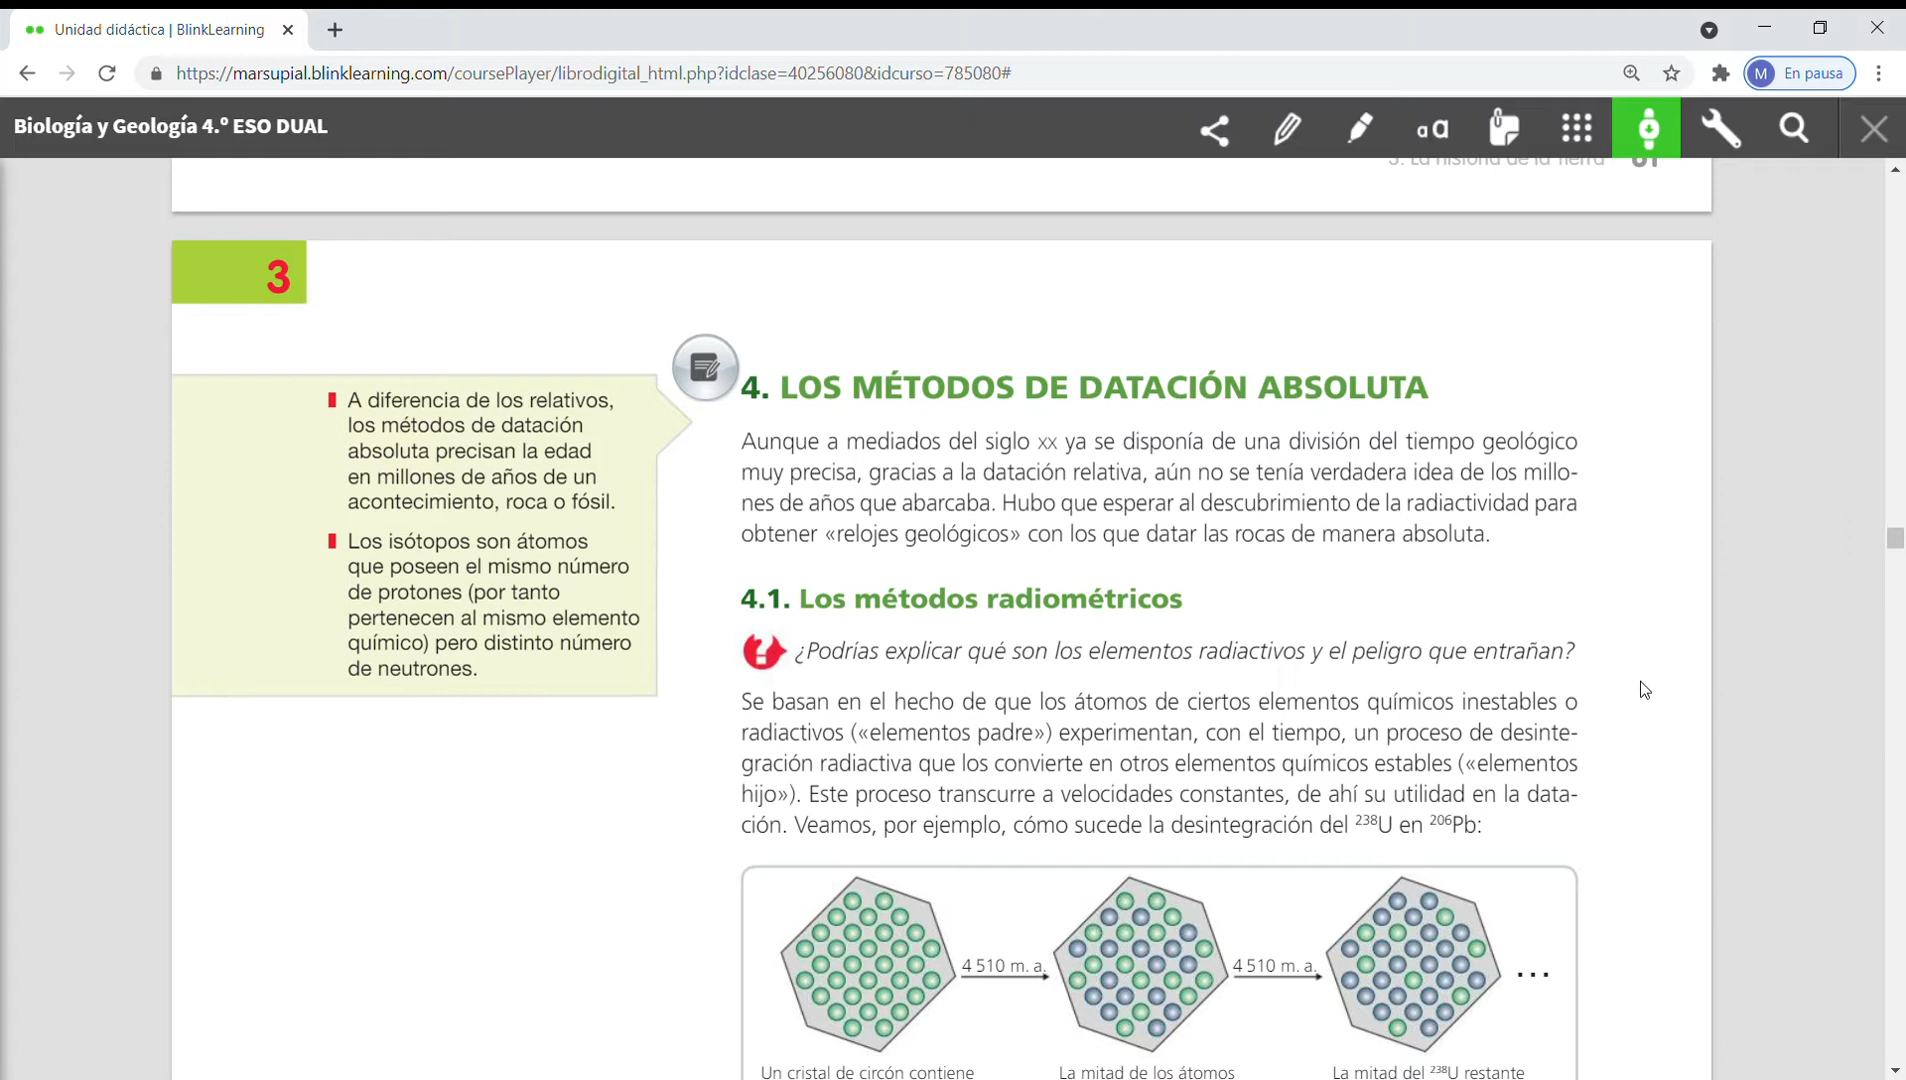 Unidad didáctica | BlinkLearning
https://marsupial.blinklearning.com/coursePlayer/librodigital_html.php?idclase=40256080&idcurso=785080#
M En pausa
Biología y Geología 4.º ESO DUAL
aa
3. La historia de la Tierra 61
3
A diferencia de los relativos,
los métodos de datación
absoluta precisan la edad
en millones de años de un
acontecimiento, roca o fósil.
Los isótopos son átomos
que poseen el mismo número
de protones (por tanto
pertenecen al mismo elemento
químico) pero distinto número
de neutrones.
4. LOS MÉTODOS DE DATACIÓN ABSOLUTA
Aunque a mediados del siglo XX ya se disponía de una división del tiempo geológico
muy precisa, gracias a la datación relativa, aún no se tenía verdadera idea de los millo-
nes de años que abarcaba. Hubo que esperar al descubrimiento de la radiactividad para
obtener «relojes geológicos» con los que datar las rocas de manera absoluta.
4.1. Los métodos radiométricos
¿Podrías explicar qué son los elementos radiactivos y el peligro que entrañan?
Se basan en el hecho de que los átomos de ciertos elementos químicos inestables o
radiactivos («elementos padre») experimentan, con el tiempo, un proceso de desinte-
gración radiactiva que los convierte en otros elementos químicos estables («elementos
hijo»). Este proceso transcurre a velocidades constantes, de ahí su utilidad en la data-
ción. Veamos, por ejemplo, cómo sucede la desintegración del ²³⁸U en ²⁰⁶Pb:
4 510 m. a.
4 510 m. a.
...
Un cristal de circón contiene
La mitad de los átomos
La mitad del ²³⁸U restante